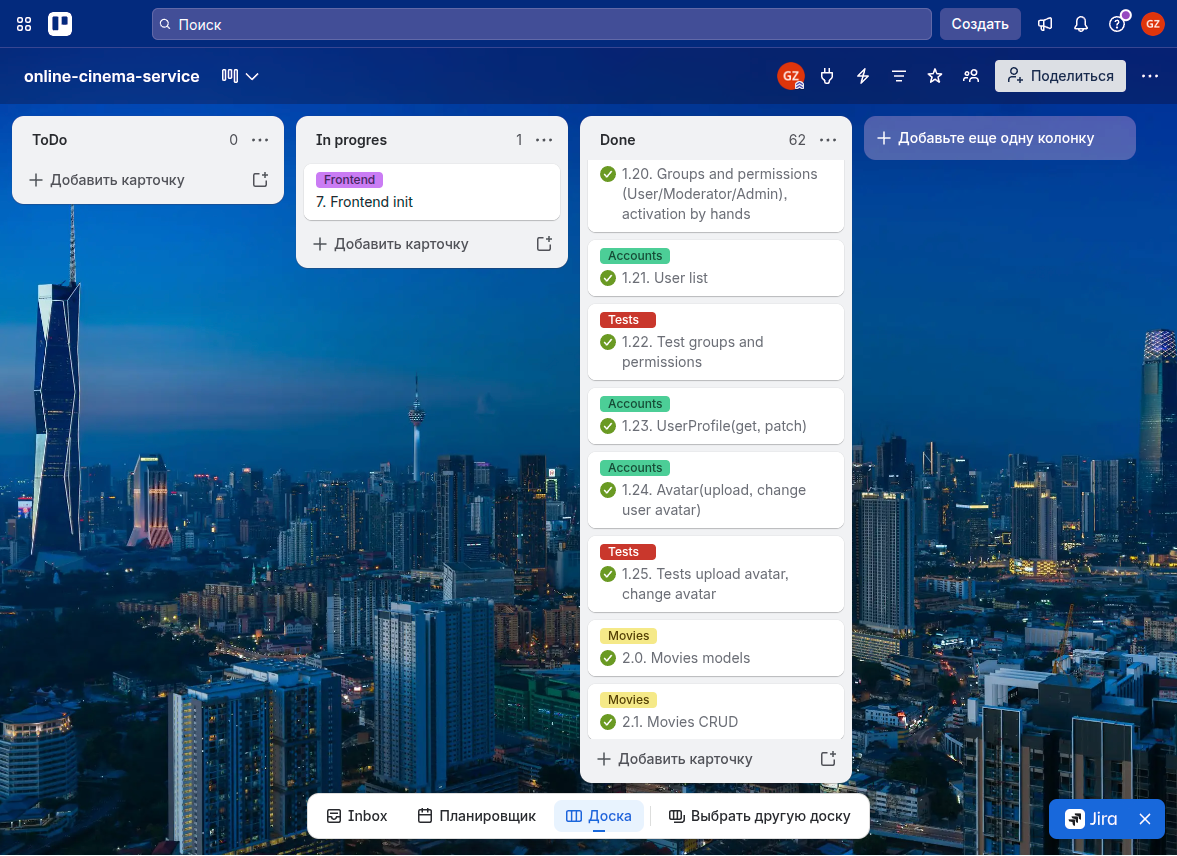 Поиск
Создать
GZ
online-cinema-service
GZ
Поделиться
ToDo
0
Добавить карточку
In progres
1
Frontend
7. Frontend init
Добавить карточку
Done
62
1.20. Groups and permissions
(User/Moderator/Admin),
activation by hands
Accounts
1.21. User list
Tests
1.22. Test groups and
permissions
Accounts
1.23. UserProfile(get, patch)
Accounts
1.24. Avatar(upload, change
user avatar)
Tests
1.25. Tests upload avatar,
change avatar
Movies
2.0. Movies models
Movies
2.1. Movies CRUD
Добавить карточку
Добавьте еще одну колонку
Inbox
Планировщик
Доска
Выбрать другую доску
Jira